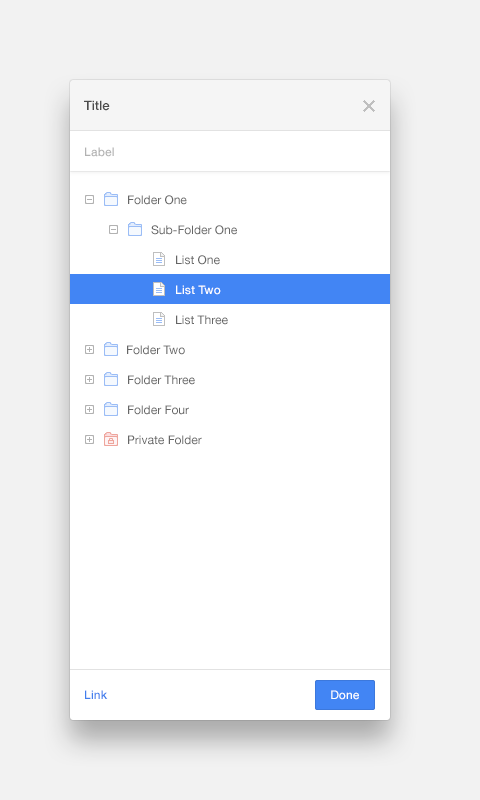 Title
Label
Folder One
Sub-Folder One
List One
List Two
List Three
Folder Two
Folder Three
Folder Four
Private Folder
Link Done